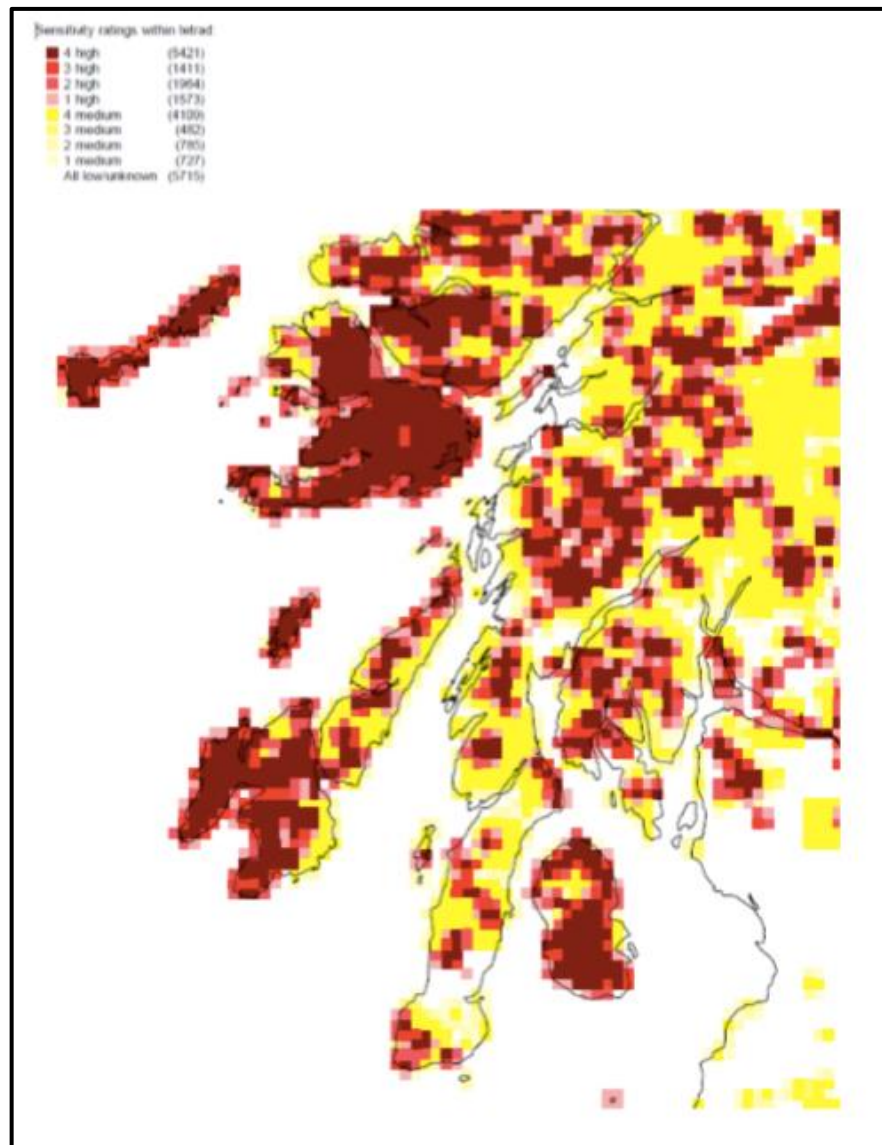 Sensitivity ratings within tetrad
4 high (5421)
3 high (1411)
2 high (1964)
1 high (1573)
4 medium (4109)
3 medium (482)
2 medium (785)
1 medium (727)
All low/unknown (5715)